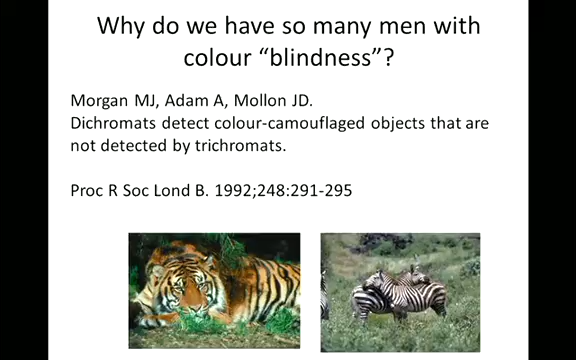 Why do we have so many men with
colour “blindness”?
Morgan MJ, Adam A, Mollon JD.
Dichromats detect colour-camouflaged objects that are
not detected by trichromats.
Proc R Soc Lond B. 1992;248:291-295